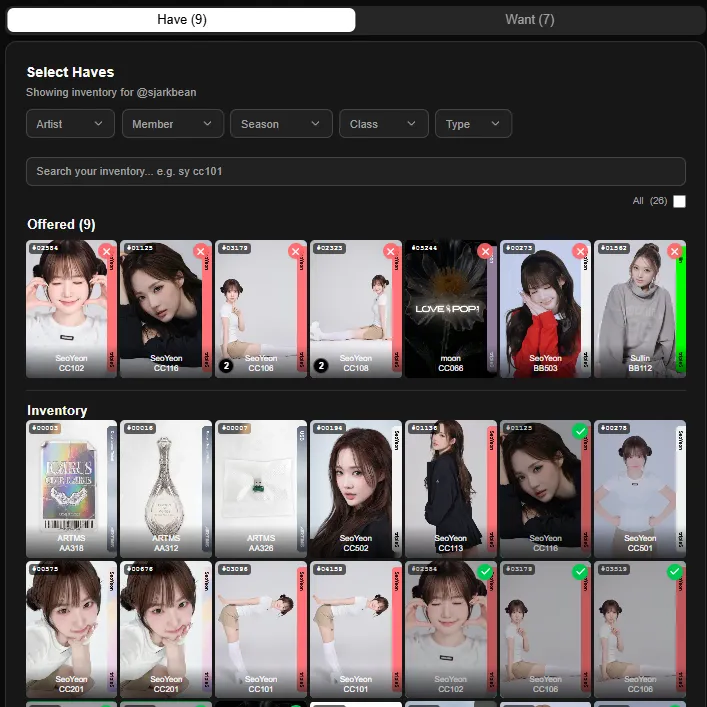 Have (9)
Want (7)
Select Haves
Showing inventory for @sjarkbean
Artist
Member
Season
Class
Type
Search your inventory... e.g. sy cc101
All (26)
Offered (9)
#02584
#01125
#03179
#02323
#05244
#00273
#01562
LOVE & POP!
2
2
SeoYeon
CC102
SeoYeon
CC116
SeoYeon
CC106
SeoYeon
CC108
moon
CC066
SeoYeon
BB503
Sullin
BB112
Inventory
#00003
#00016
#00007
#00194
#01136
#01125
#00278
ARTMS
AA318
ARTMS
AA312
ARTMS
AA326
SeoYeon
CC502
SeoYeon
CC113
SeoYeon
CC116
SeoYeon
CC501
#00575
#00676
#03096
#04159
#02584
#03179
#03519
SeoYeon
CC201
SeoYeon
CC201
SeoYeon
CC101
SeoYeon
CC101
SeoYeon
CC102
SeoYeon
CC106
SeoYeon
CC106